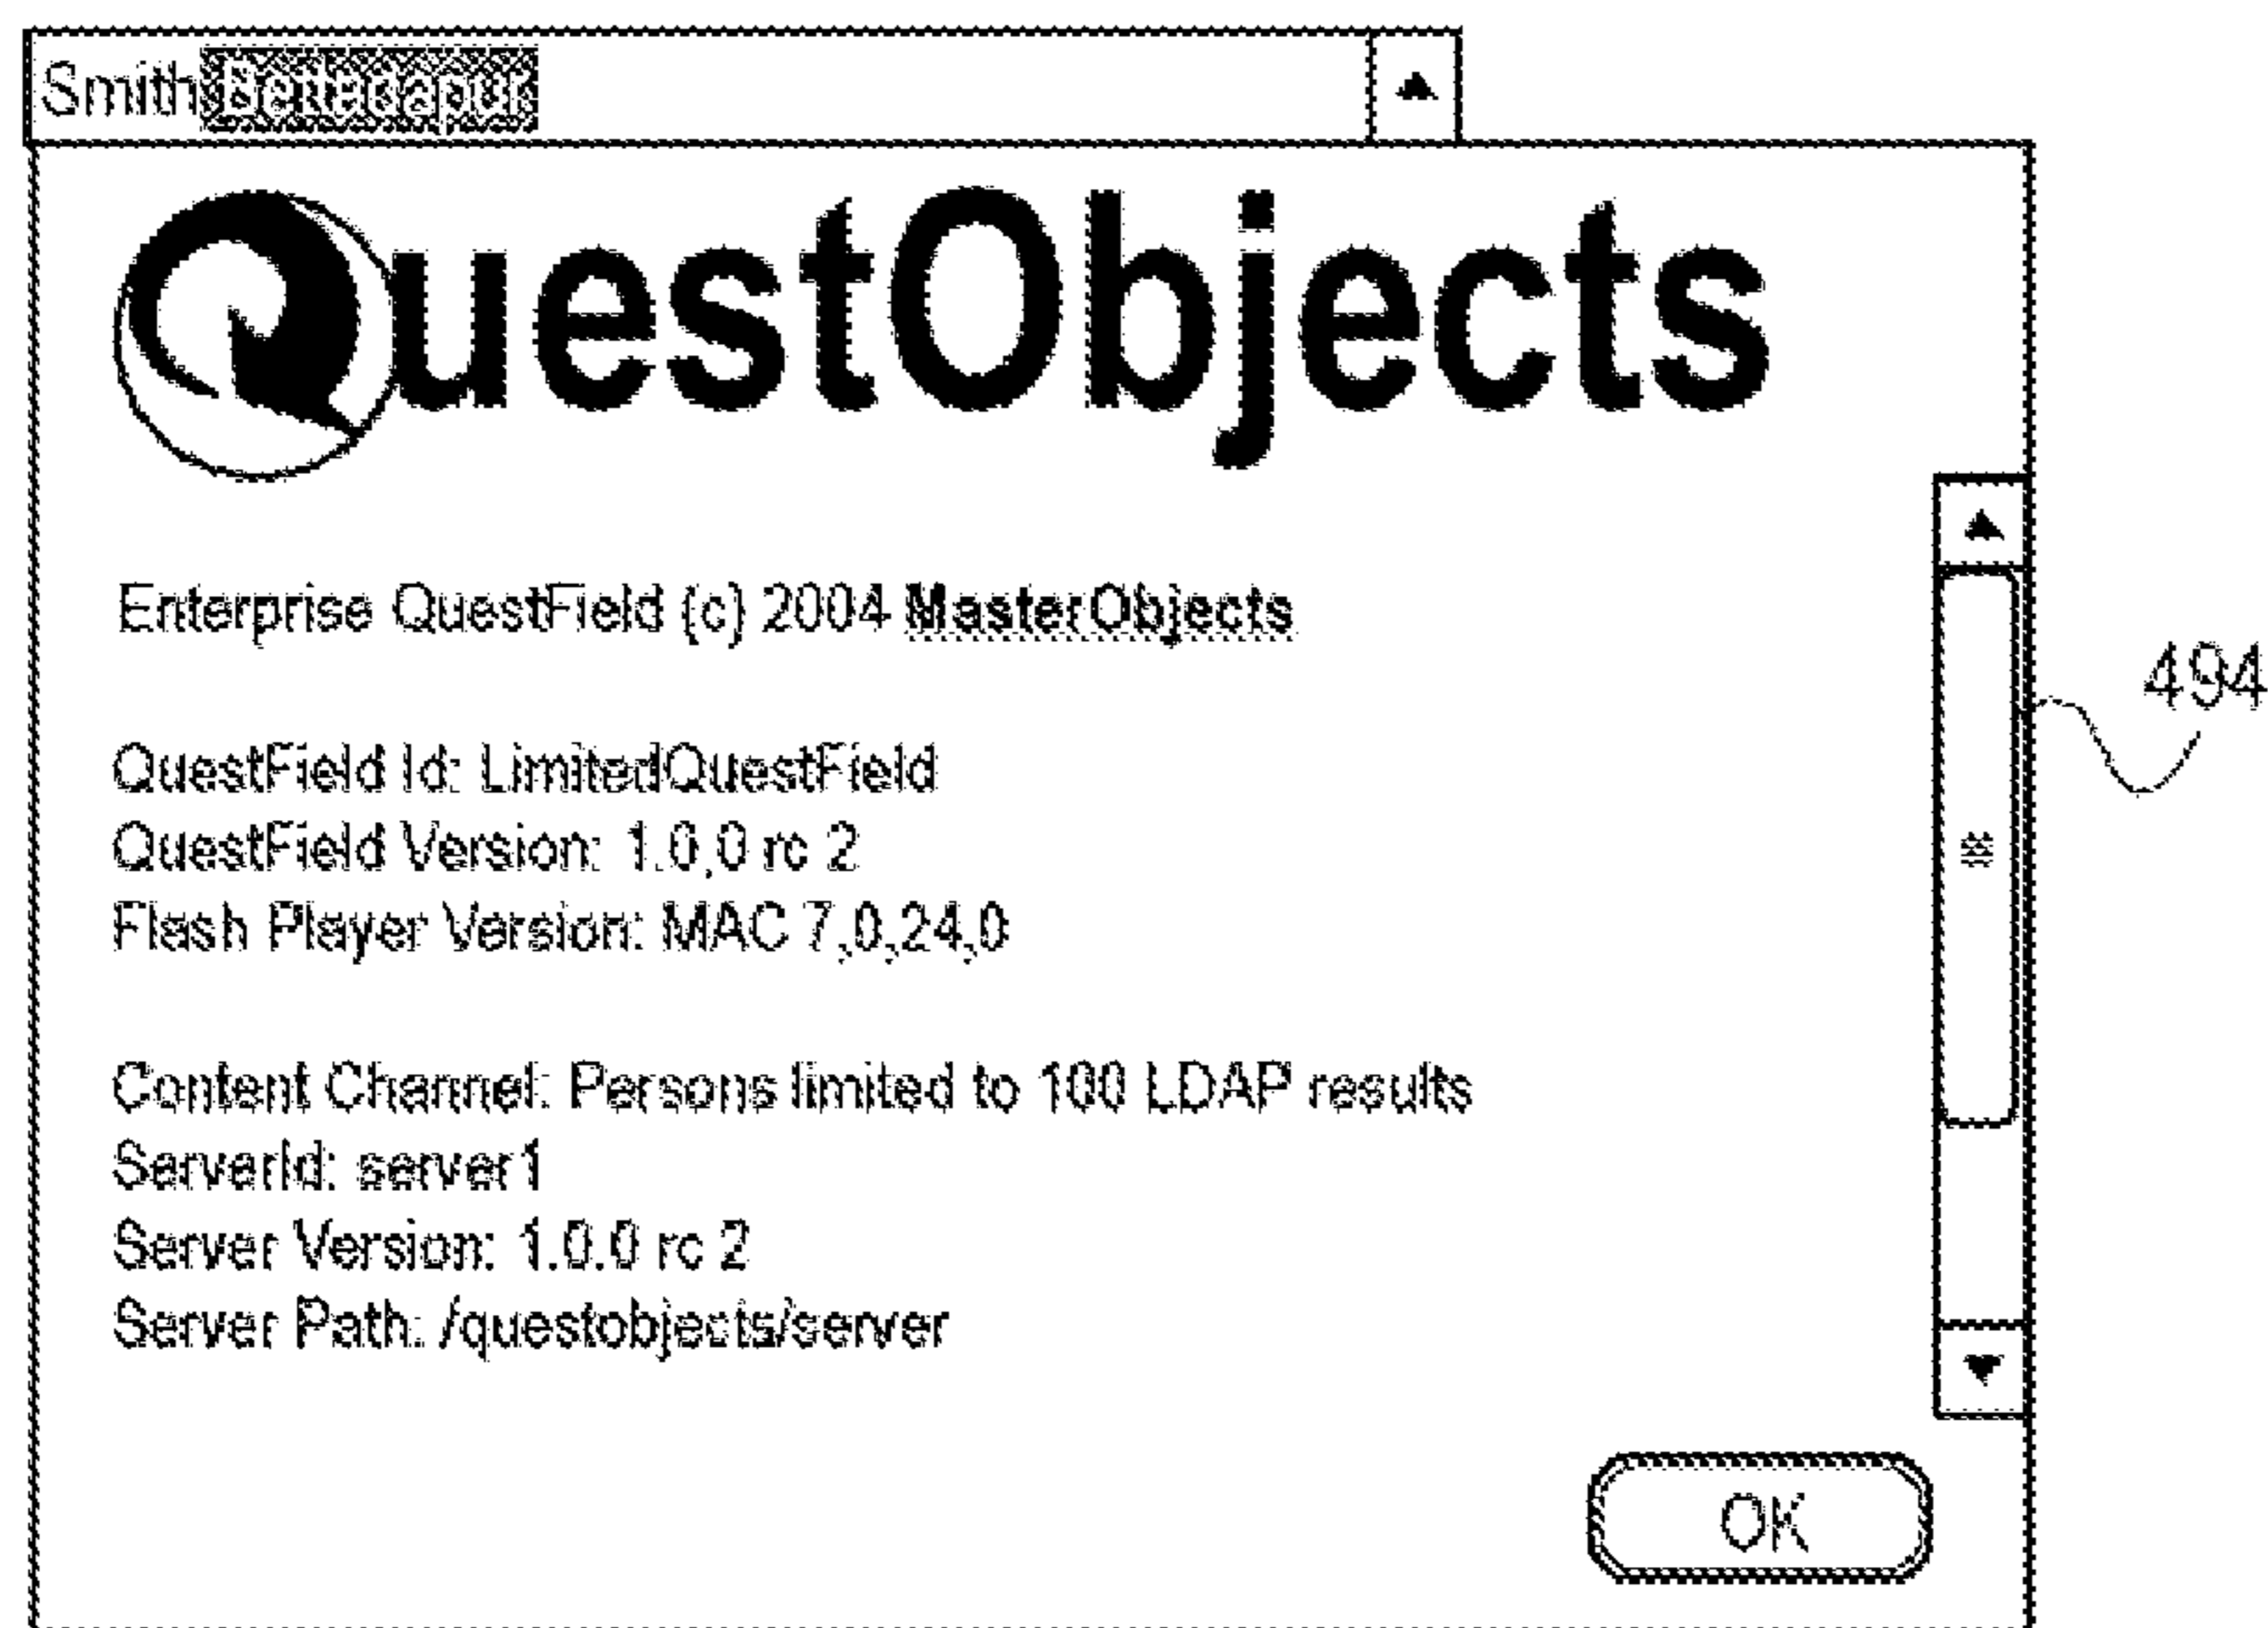 Smith
QuestObjects
Enterprise QuestField (c) 2004 MasterObjects
494
QuestField Id: LimitedQuestField
QuestField Version: 1.0.0 rc 2
Flash Player Version: MAC 7,0,24,0
Content Channel: Persons limited to 100 LDAP results
ServerId: server1
Server Version: 1.0.0 rc 2
Server Path: /questobjects/server
OK